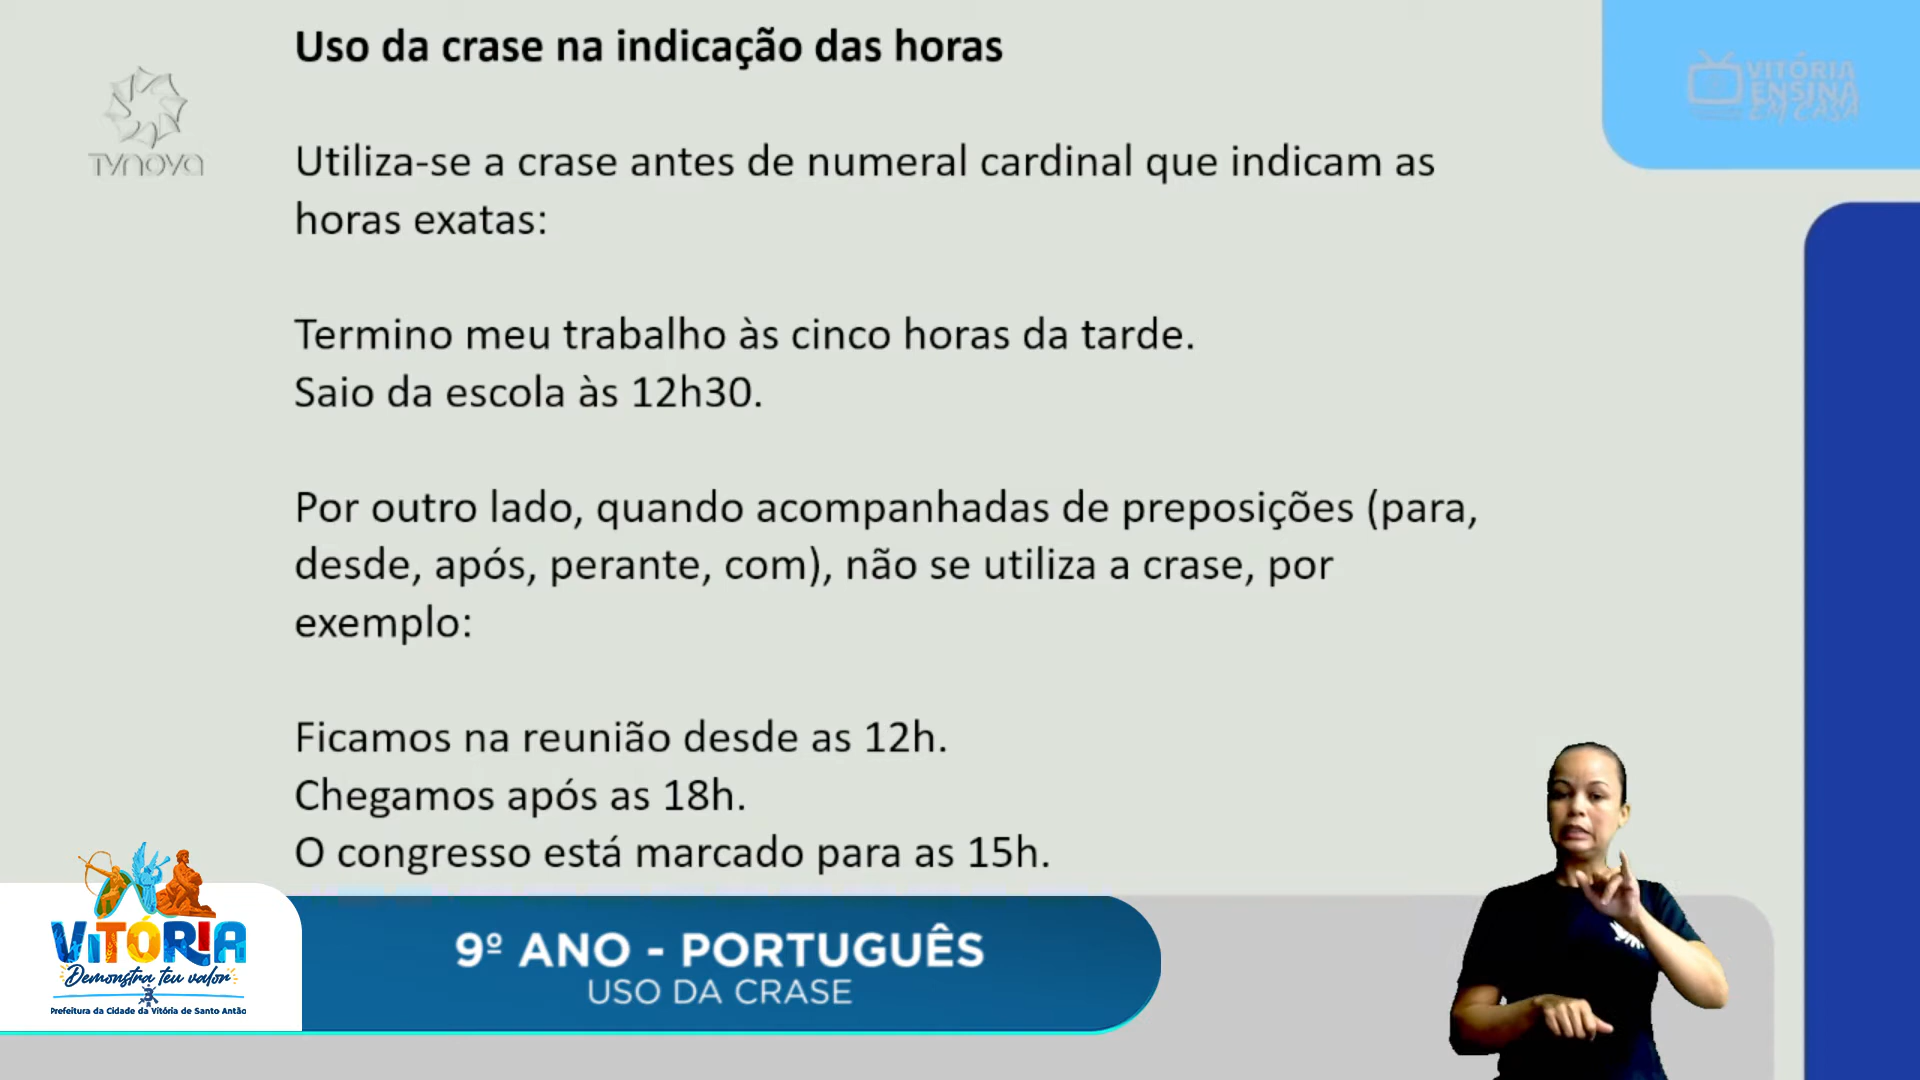 Uso da crase na indicação das horas
TVNOVA
VITÓRIA
ENSINA
EM CASA
Utiliza-se a crase antes de numeral cardinal que indicam as
horas exatas:
Termino meu trabalho às cinco horas da tarde.
Saio da escola às 12h30.
Por outro lado, quando acompanhadas de preposições (para,
desde, após, perante, com), não se utiliza a crase, por
exemplo:
Ficamos na reunião desde as 12h.
Chegamos após as 18h.
O congresso está marcado para as 15h.
VITÓRIA
Demonstra teu valor
Prefeitura da Cidade da Vitória de Santo Antão
9º ANO - PORTUGUÊS
USO DA CRASE